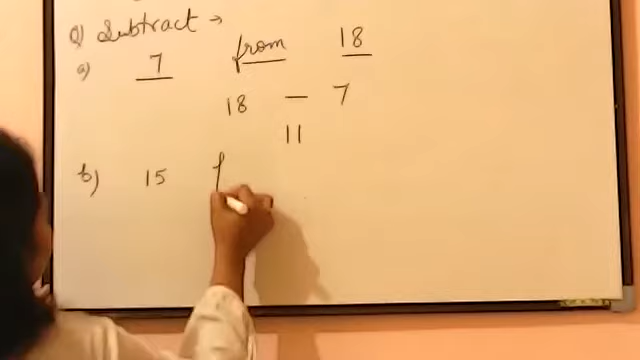 Q) Subtract →
a) 7 from 18
18 — 7
11
b) 15 f